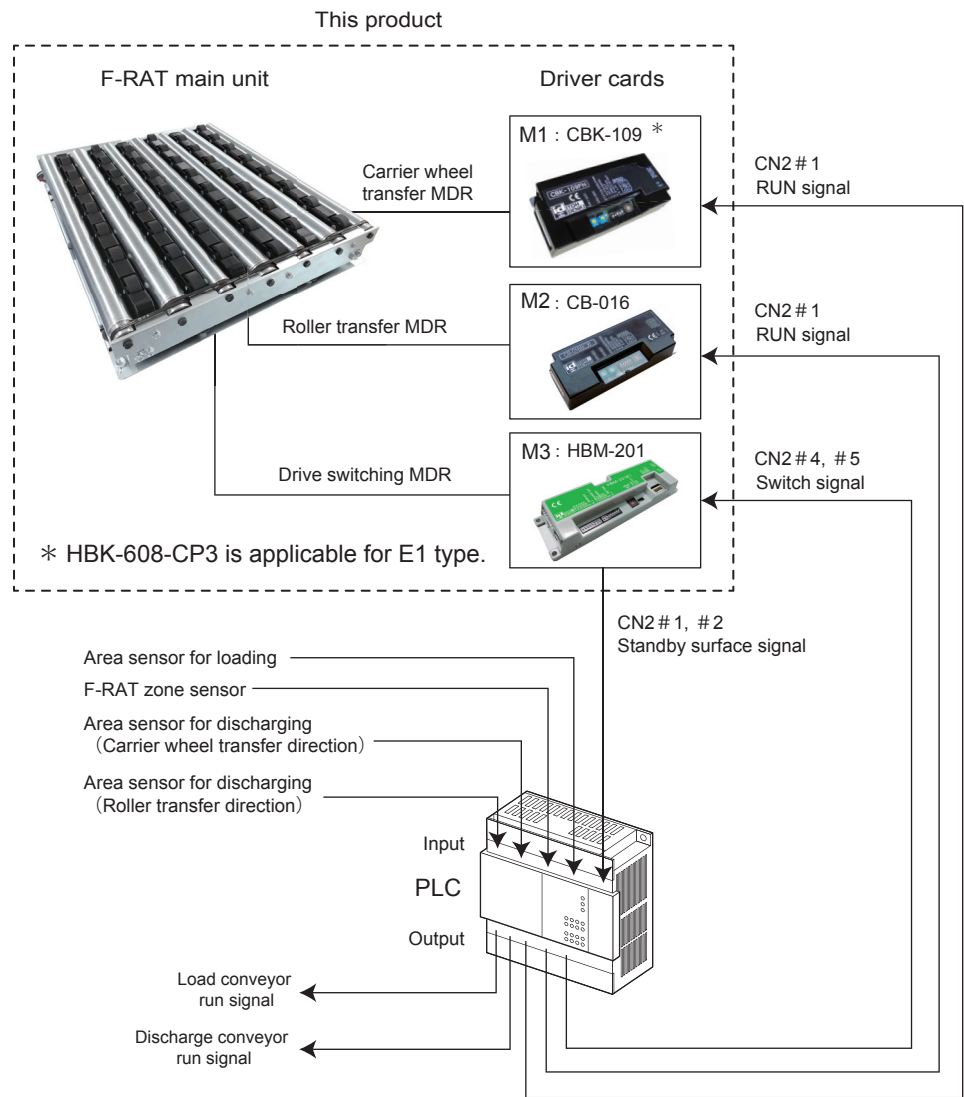 This product
F-RAT main unit
Driver cards
M1 : CBK-109 *
CBK-109FN
Carrier wheel
transfer MDR
CN2 # 1
RUN signal
M2 : CB-016
Roller transfer MDR
CN2 # 1
RUN signal
M3 : HBM-201
Drive switching MDR
CN2 # 4, # 5
Switch signal
* HBK-608-CP3 is applicable for E1 type.
CN2 # 1, # 2
Standby surface signal
Area sensor for loading
F-RAT zone sensor
Area sensor for discharging
(Carrier wheel transfer direction)
Area sensor for discharging
(Roller transfer direction)
Input
PLC
Output
Load conveyor
run signal
Discharge conveyor
run signal